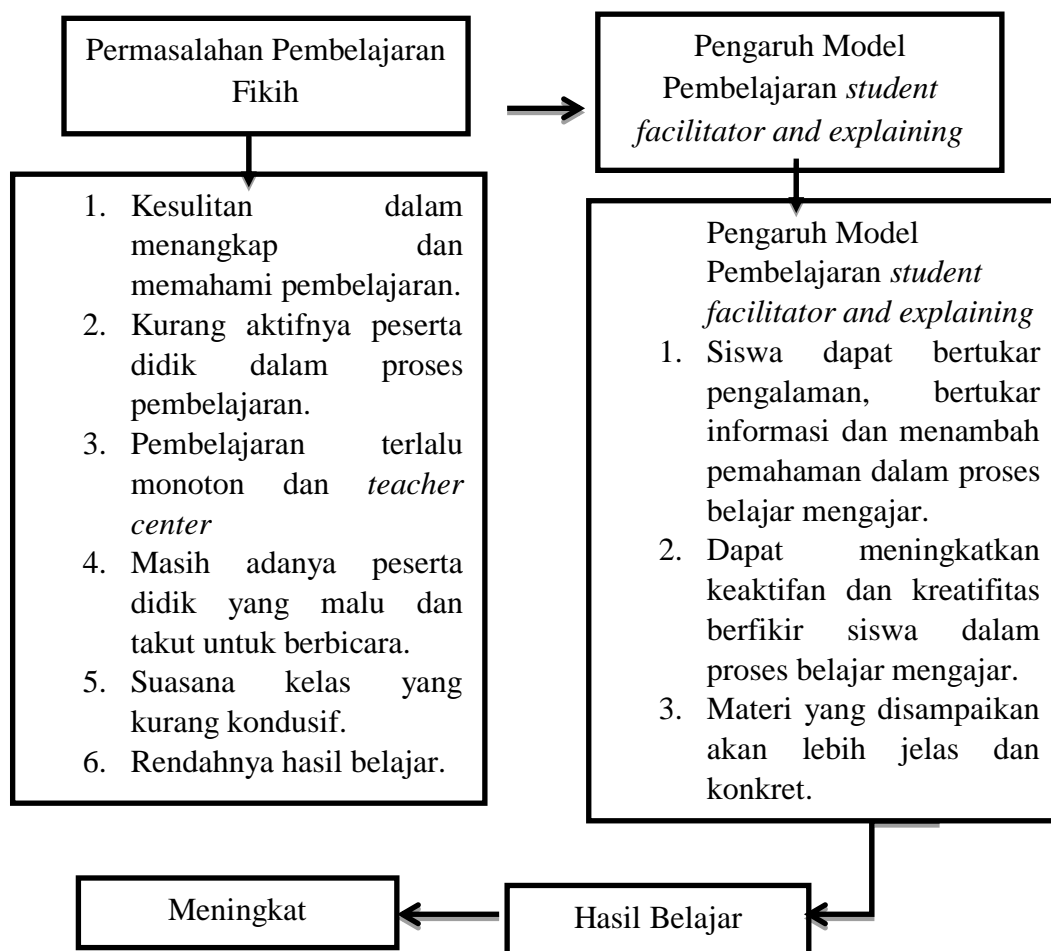 Permasalahan Pembelajaran
Fikih
Pengaruh Model
Pembelajaran student
facilitator and explaining
1. Kesulitan dalam
menangkap dan
memahami pembelajaran.
2. Kurang aktifnya peserta
didik dalam proses
pembelajaran.
3. Pembelajaran terlalu
monoton dan teacher
center
4. Masih adanya peserta
didik yang malu dan
takut untuk berbicara.
5. Suasana kelas yang
kurang kondusif.
6. Rendahnya hasil belajar.
Pengaruh Model
Pembelajaran student
facilitator and explaining
1. Siswa dapat bertukar
pengalaman, bertukar
informasi dan menambah
pemahaman dalam proses
belajar mengajar.
2. Dapat meningkatkan
keaktifan dan kreatifitas
berfikir siswa dalam
proses belajar mengajar.
3. Materi yang disampaikan
akan lebih jelas dan
konkret.
Meningkat
Hasil Belajar